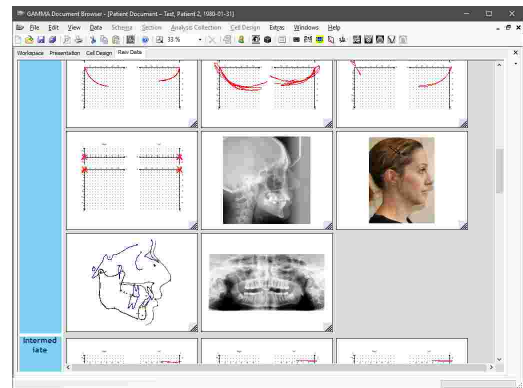 GAMMA Document Browser - [Patient Document - Test, Patient 2, 1980-01-31]
File Edit View Data Schema Section Analysis Collection Cell Design Extras Windows Help
33 %
Workspace Presentation Cell Design Raw Data
Intermed
iate